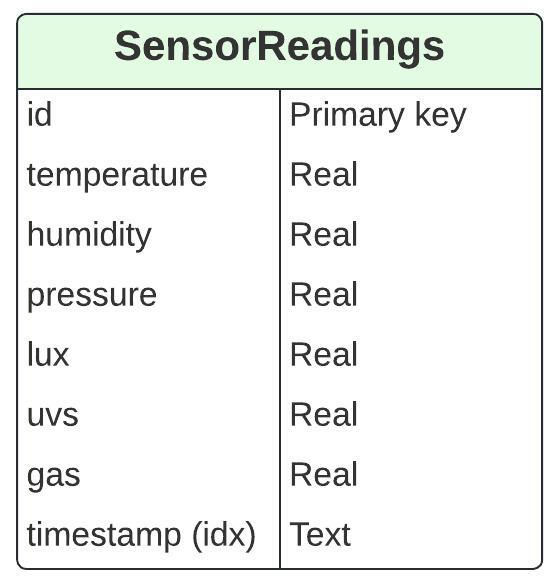 SensorReadings
id Primary key
temperature Real
humidity Real
pressure Real
lux Real
uvs Real
gas Real
timestamp (idx) Text